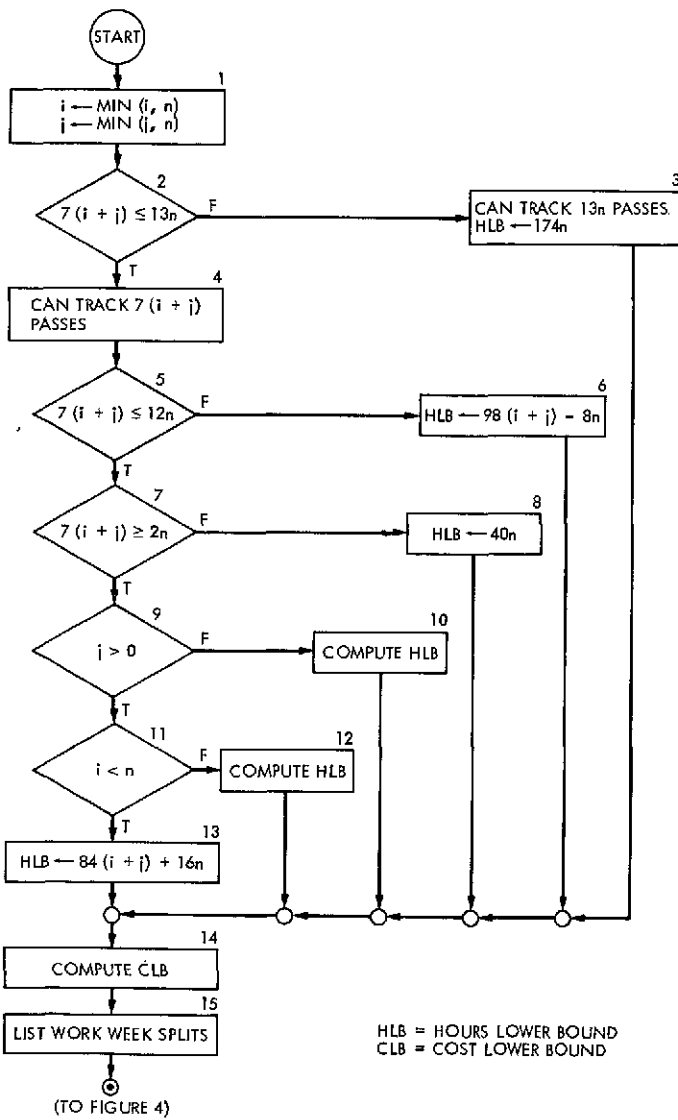 START
1
i ← MIN (i, n)
j ← MIN (j, n)
2
7 (i + j) ≤ 13n
F
T
3
CAN TRACK 13n PASSES
HLB ← 174n
4
CAN TRACK 7 (i + j)
PASSES
5
7 (i + j) ≤ 12n
F
T
6
HLB ← 98 (i + j) - 8n
7
7 (i + j) ≥ 2n
F
T
8
HLB ← 40n
9
j > 0
F
T
10
COMPUTE HLB
11
i < n
F
T
12
COMPUTE HLB
13
HLB ← 84 (i + j) + 16n
14
COMPUTE CLB
15
LIST WORK WEEK SPLITS
HLB = HOURS LOWER BOUND
CLB = COST LOWER BOUND
(TO FIGURE 4)